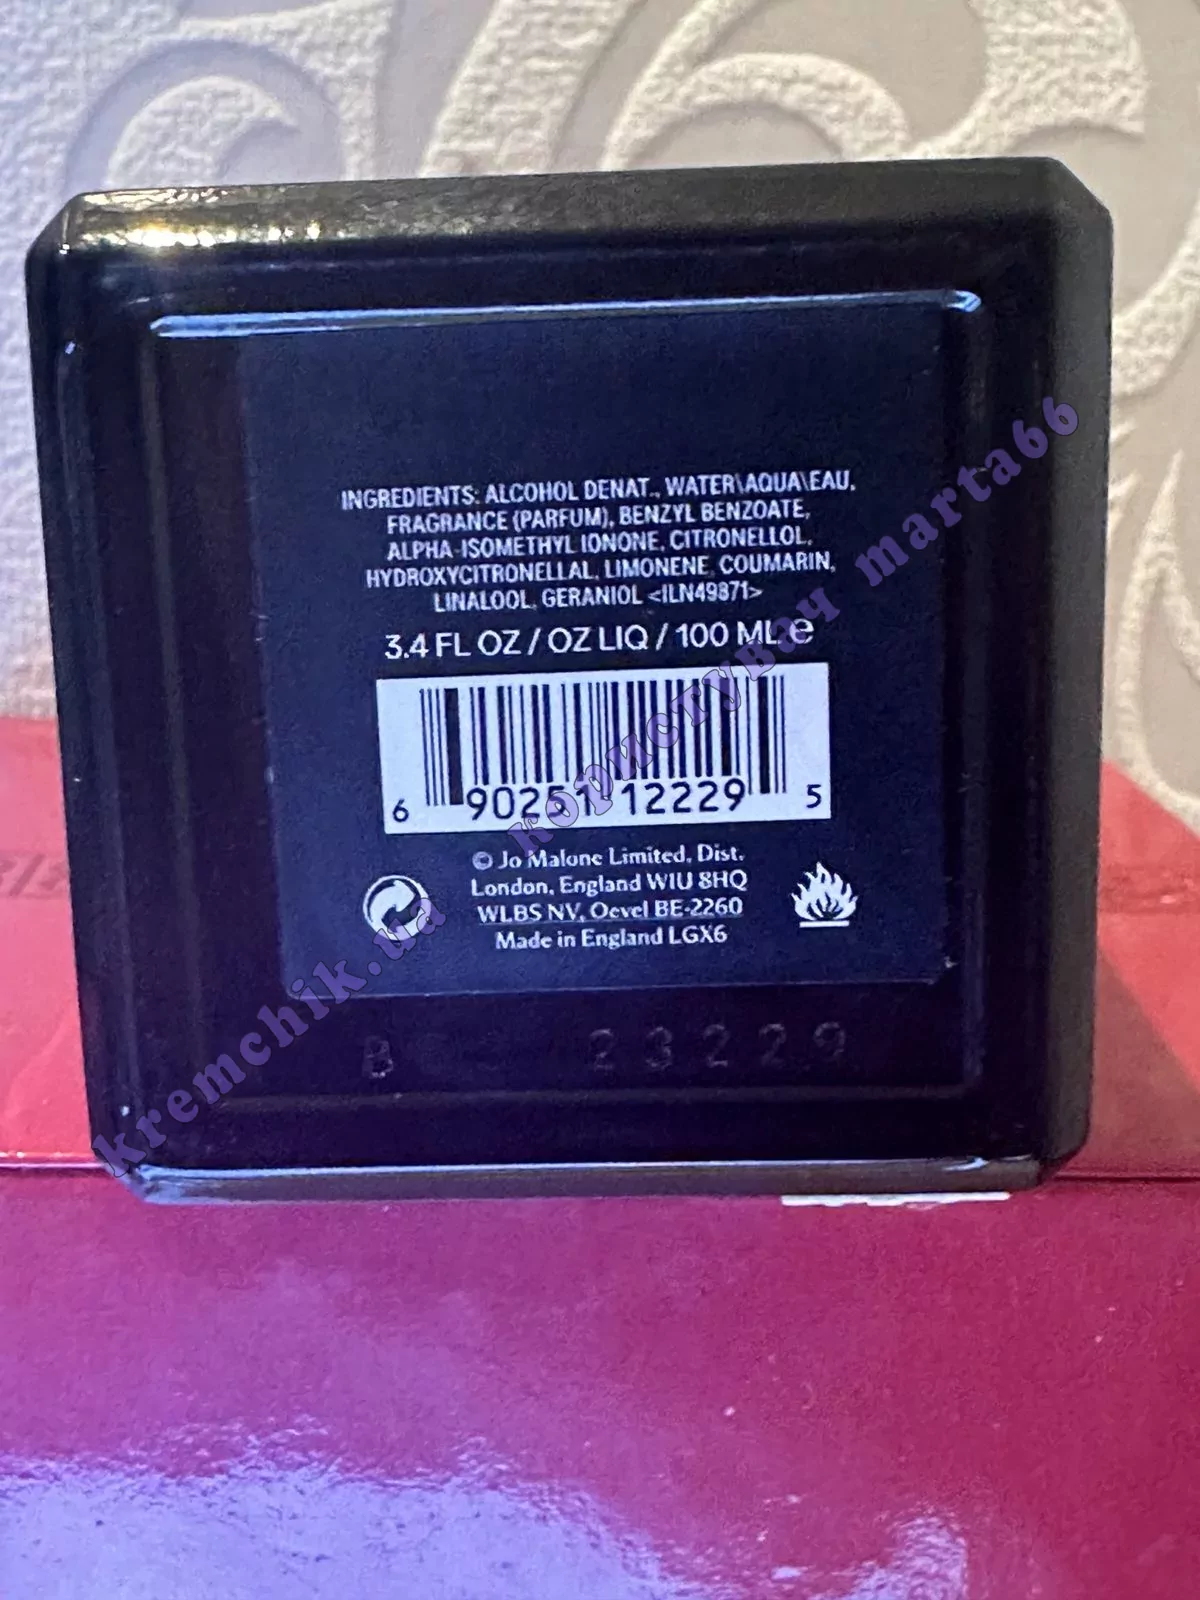 INGREDIENTS: ALCOHOL DENAT., WATER\AQUA\EAU,
FRAGRANCE (PARFUM), BENZYL BENZOATE,
ALPHA-ISOMETHYL IONONE, CITRONELLOL,
HYDROXYCITRONELLAL, LIMONENE, COUMARIN,
LINALOOL, GERANIOL <ILN49871>
3.4 FL OZ / OZ LIQ / 100 ML e
6 90251 12229 5
© Jo Malone Limited, Dist.
London, England W1U 8HQ
WLBS NV, Oevel BE-2260
Made in England LGX6
B 23229
kremchik.ua користувач marta66